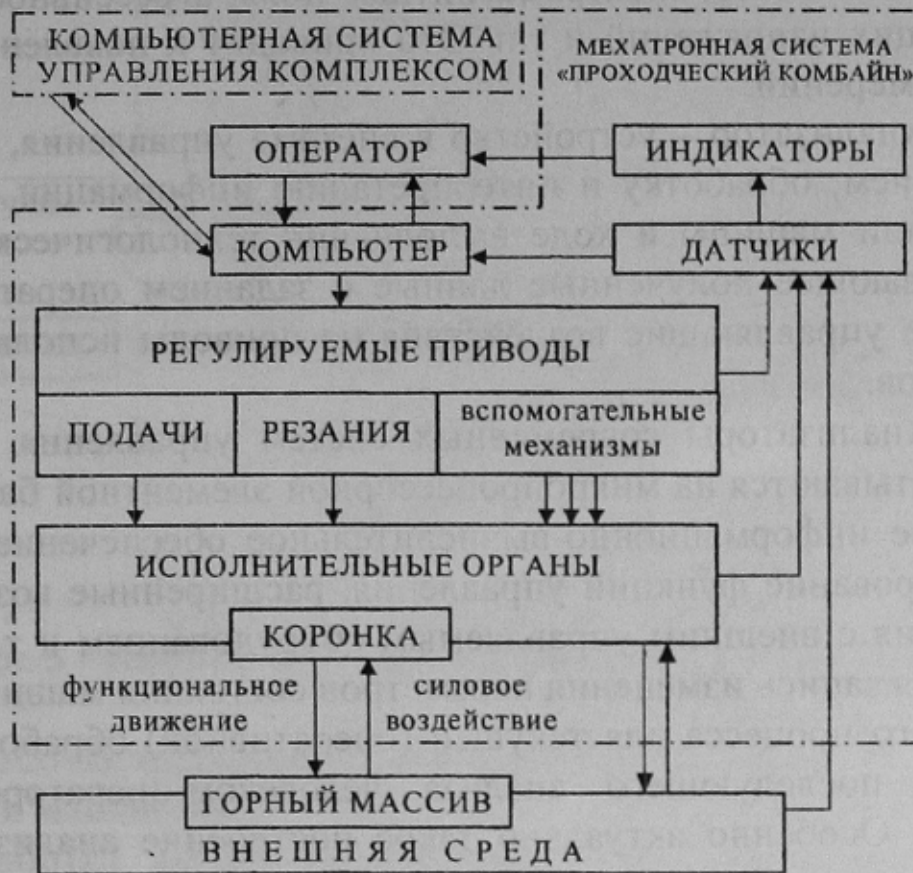 КОМПЬЮТЕРНАЯ СИСТЕМА
УПРАВЛЕНИЯ КОМПЛЕКСОМ
МЕХАТРОННАЯ СИСТЕМА
«ПРОХОДЧЕСКИЙ КОМБАЙН»
ОПЕРАТОР
ИНДИКАТОРЫ
КОМПЬЮТЕР
ДАТЧИКИ
РЕГУЛИРУЕМЫЕ ПРИВОДЫ
ПОДАЧИ
РЕЗАНИЯ
вспомогательные
механизмы
ИСПОЛНИТЕЛЬНЫЕ ОРГАНЫ
КОРОНКА
функциональное
движение
силовое
воздействие
ГОРНЫЙ МАССИВ
ВНЕШНЯЯ СРЕДА